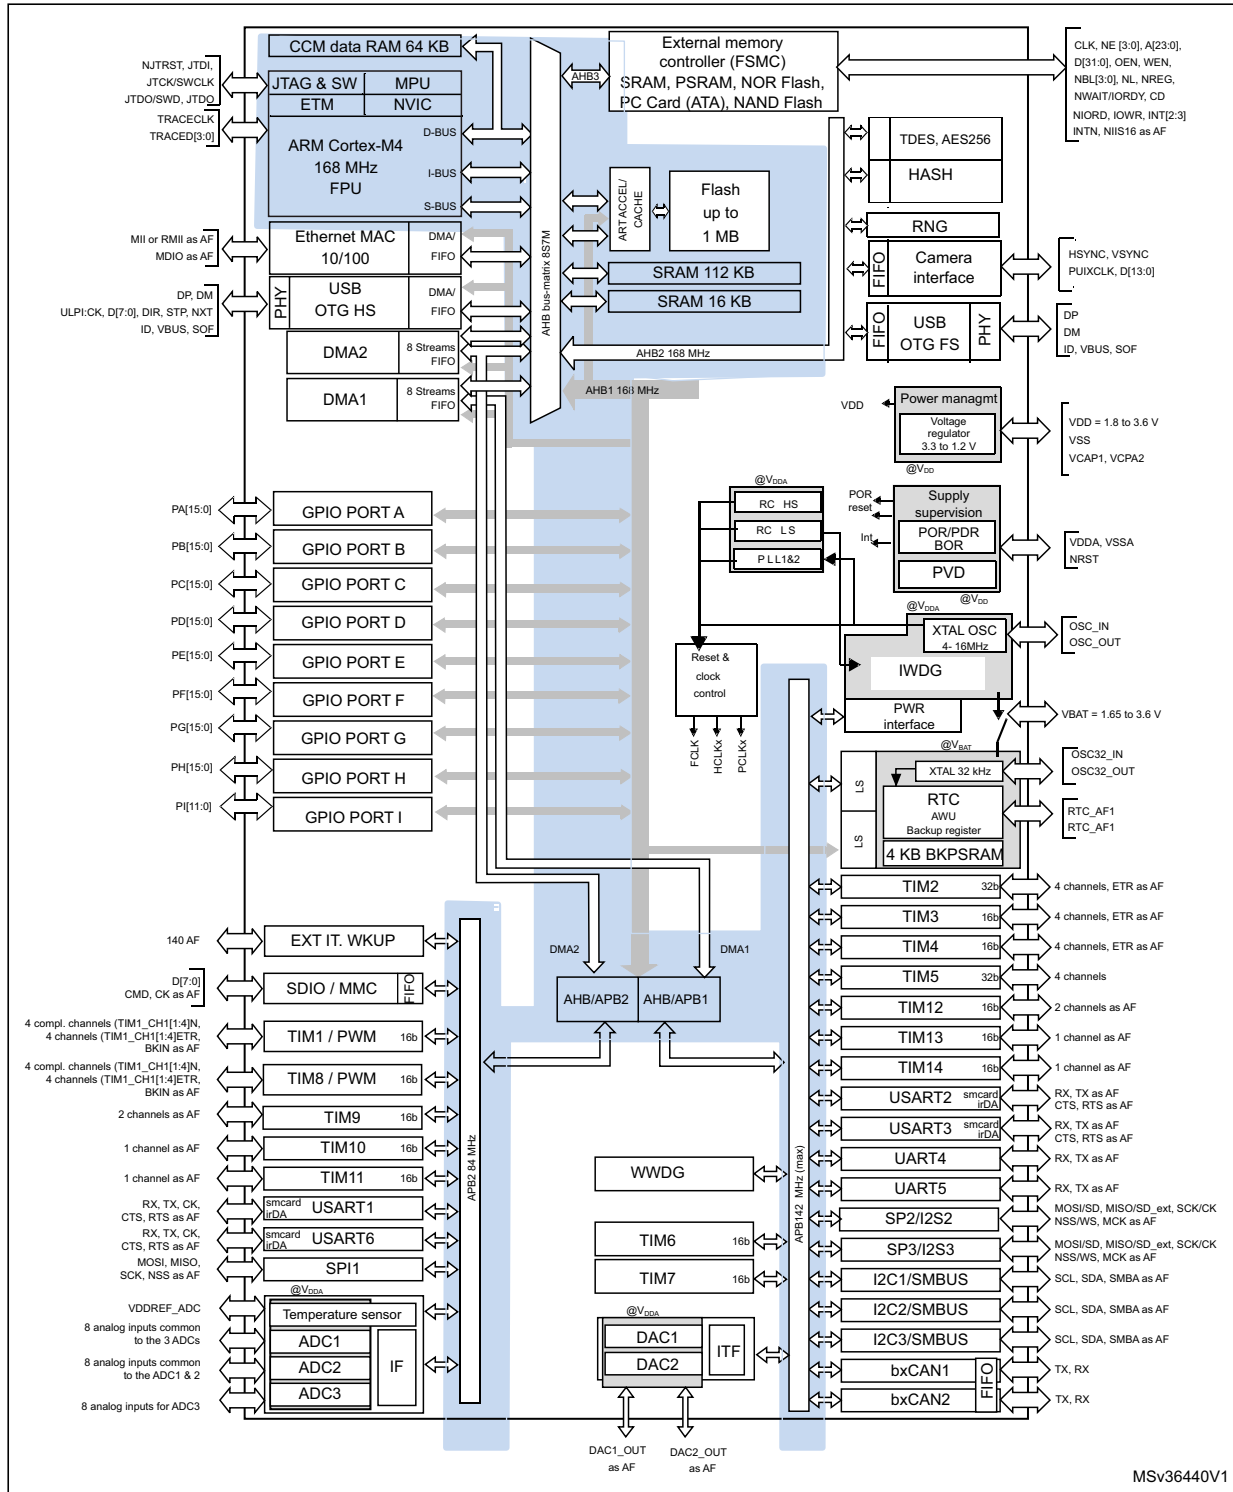 CCM data RAM 64 KB
External memory
controller (FSMC)
SRAM, PSRAM, NOR Flash,
PC Card (ATA), NAND Flash
CLK, NE [3:0], A[23:0],
D[31:0], OEN, WEN,
NBL[3:0], NL, NREG,
NWAIT/IORDY, CD
NIORD, IOWR, INT[2:3]
INTN, NIIS16 as AF
NJTRST, JTDI,
JTCK/SWCLK
JTDO/SWD, JTDO
TRACECLK
TRACED[3:0]
JTAG & SW
MPU
ETM
NVIC
ARM Cortex-M4
168 MHz
FPU
D-BUS
I-BUS
S-BUS
AHB3
AHB bus-matrix 8S7M
ART ACCEL/
CACHE
Flash
up to
1 MB
SRAM 112 KB
SRAM 16 KB
AHB2 168 MHz
AHB1 168 MHz
TDES, AES256
HASH
RNG
FIFO
Camera
interface
HSYNC, VSYNC
PUIXCLK, D[13:0]
FIFO
USB
OTG FS
PHY
DP
DM
ID, VBUS, SOF
MII or RMII as AF
MDIO as AF
Ethernet MAC
10/100
DMA/
FIFO
DP, DM
ULPI:CK, D[7:0], DIR, STP, NXT
ID, VBUS, SOF
PHY
USB
OTG HS
DMA/
FIFO
DMA2
8 Streams
FIFO
DMA1
8 Streams
FIFO
VDD
Power managmt
Voltage
regulator
3.3 to 1.2 V
@VDD
VDD = 1.8 to 3.6 V
VSS
VCAP1, VCPA2
@VDDA
RC HS
RC LS
PLL1&2
POR
reset
Int
Supply
supervision
POR/PDR
BOR
PVD
@VDD
VDDA, VSSA
NRST
@VDDA
XTAL OSC
4- 16MHz
IWDG
OSC_IN
OSC_OUT
PWR
interface
VBAT = 1.65 to 3.6 V
@VBAT
LS
LS
XTAL 32 kHz
RTC
AWU
Backup register
4 KB BKPSRAM
OSC32_IN
OSC32_OUT
RTC_AF1
RTC_AF1
Reset &
clock
control
FCLK
HCLKx
PCLKx
PA[15:0]
GPIO PORT A
PB[15:0]
GPIO PORT B
PC[15:0]
GPIO PORT C
PD[15:0]
GPIO PORT D
PE[15:0]
GPIO PORT E
PF[15:0]
GPIO PORT F
PG[15:0]
GPIO PORT G
PH[15:0]
GPIO PORT H
PI[11:0]
GPIO PORT I
DMA2
DMA1
AHB/APB2
AHB/APB1
140 AF
EXT IT. WKUP
D[7:0]
CMD, CK as AF
SDIO / MMC
FIFO
4 compl. channels (TIM1_CH1[1:4]N,
4 channels (TIM1_CH1[1:4]ETR,
BKIN as AF
TIM1 / PWM
16b
4 compl. channels (TIM1_CH1[1:4]N,
4 channels (TIM1_CH1[1:4]ETR,
BKIN as AF
TIM8 / PWM
16b
2 channels as AF
TIM9
16b
1 channel as AF
TIM10
16b
1 channel as AF
TIM11
16b
RX, TX, CK,
CTS, RTS as AF
smcard
irDA
USART1
RX, TX, CK,
CTS, RTS as AF
smcard
irDA
USART6
MOSI, MISO,
SCK, NSS as AF
SPI1
@VDDA
VDDREF_ADC
Temperature sensor
8 analog inputs common
to the 3 ADCs
ADC1
8 analog inputs common
to the ADC1 & 2
ADC2
8 analog inputs for ADC3
ADC3
IF
APB2 84 MHz
WWDG
TIM6
16b
TIM7
16b
@VDDA
DAC1
DAC2
ITF
DAC1_OUT
as AF
DAC2_OUT
as AF
APB142 MHz (max)
TIM2
32b
4 channels, ETR as AF
TIM3
16b
4 channels, ETR as AF
TIM4
16b
4 channels, ETR as AF
TIM5
32b
4 channels
TIM12
16b
2 channels as AF
TIM13
16b
1 channel as AF
TIM14
16b
1 channel as AF
USART2
smcard
irDA
RX, TX as AF
CTS, RTS as AF
USART3
smcard
irDA
RX, TX as AF
CTS, RTS as AF
UART4
RX, TX as AF
UART5
RX, TX as AF
SP2/I2S2
MOSI/SD, MISO/SD_ext, SCK/CK
NSS/WS, MCK as AF
SP3/I2S3
MOSI/SD, MISO/SD_ext, SCK/CK
NSS/WS, MCK as AF
I2C1/SMBUS
SCL, SDA, SMBA as AF
I2C2/SMBUS
SCL, SDA, SMBA as AF
I2C3/SMBUS
SCL, SDA, SMBA as AF
bxCAN1
TX, RX
bxCAN2
FIFO
TX, RX
MSv36440V1